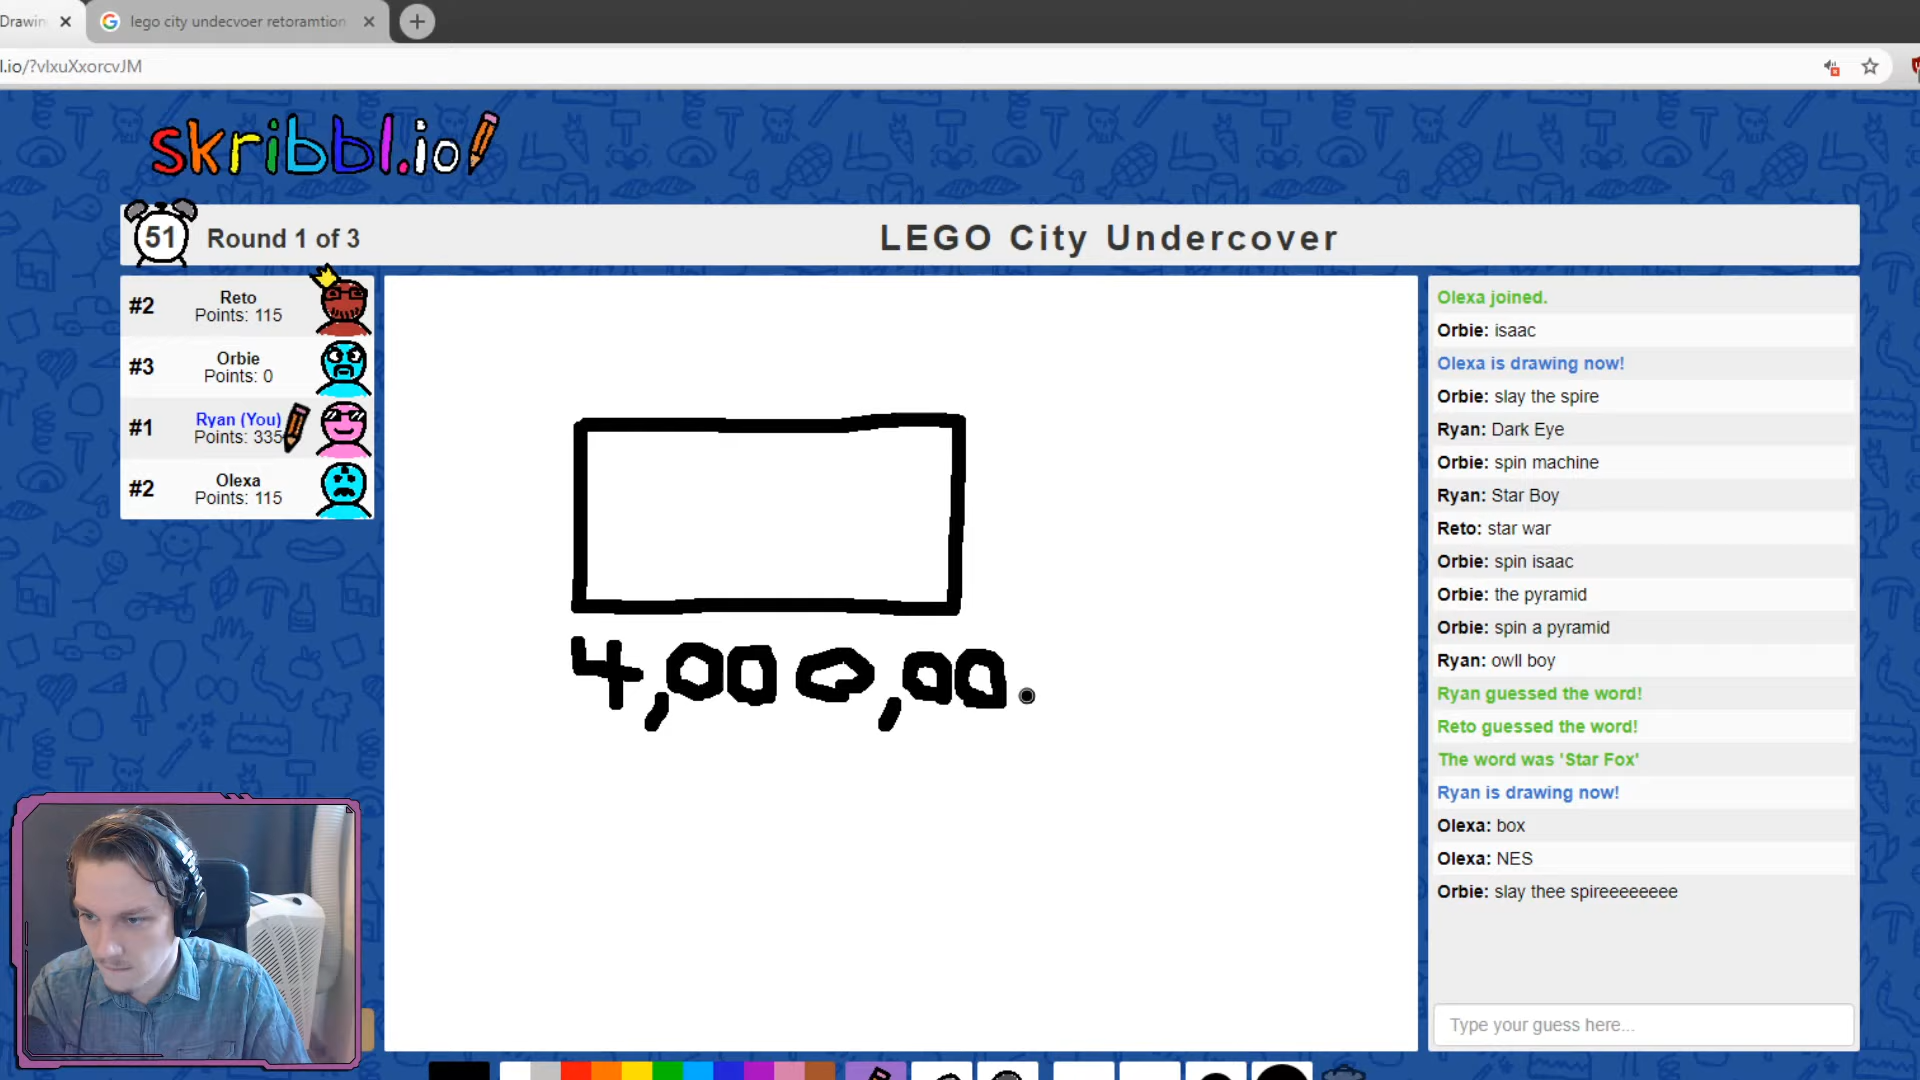 Drawin
lego city undecvoer retoramtion
l.io/?vlxuXxorcvJM
skribbl.io
51
Round 1 of 3
LEGO City Undercover
#2 Reto
Points: 115
#3 Orbie
Points: 0
#1 Ryan (You)
Points: 335
#2 Olexa
Points: 115
4,000,00
Olexa joined.
Orbie: isaac
Olexa is drawing now!
Orbie: slay the spire
Ryan: Dark Eye
Orbie: spin machine
Ryan: Star Boy
Reto: star war
Orbie: spin isaac
Orbie: the pyramid
Orbie: spin a pyramid
Ryan: owll boy
Ryan guessed the word!
Reto guessed the word!
The word was 'Star Fox'
Ryan is drawing now!
Olexa: box
Olexa: NES
Orbie: slay thee spireeeeeeee
Type your guess here...